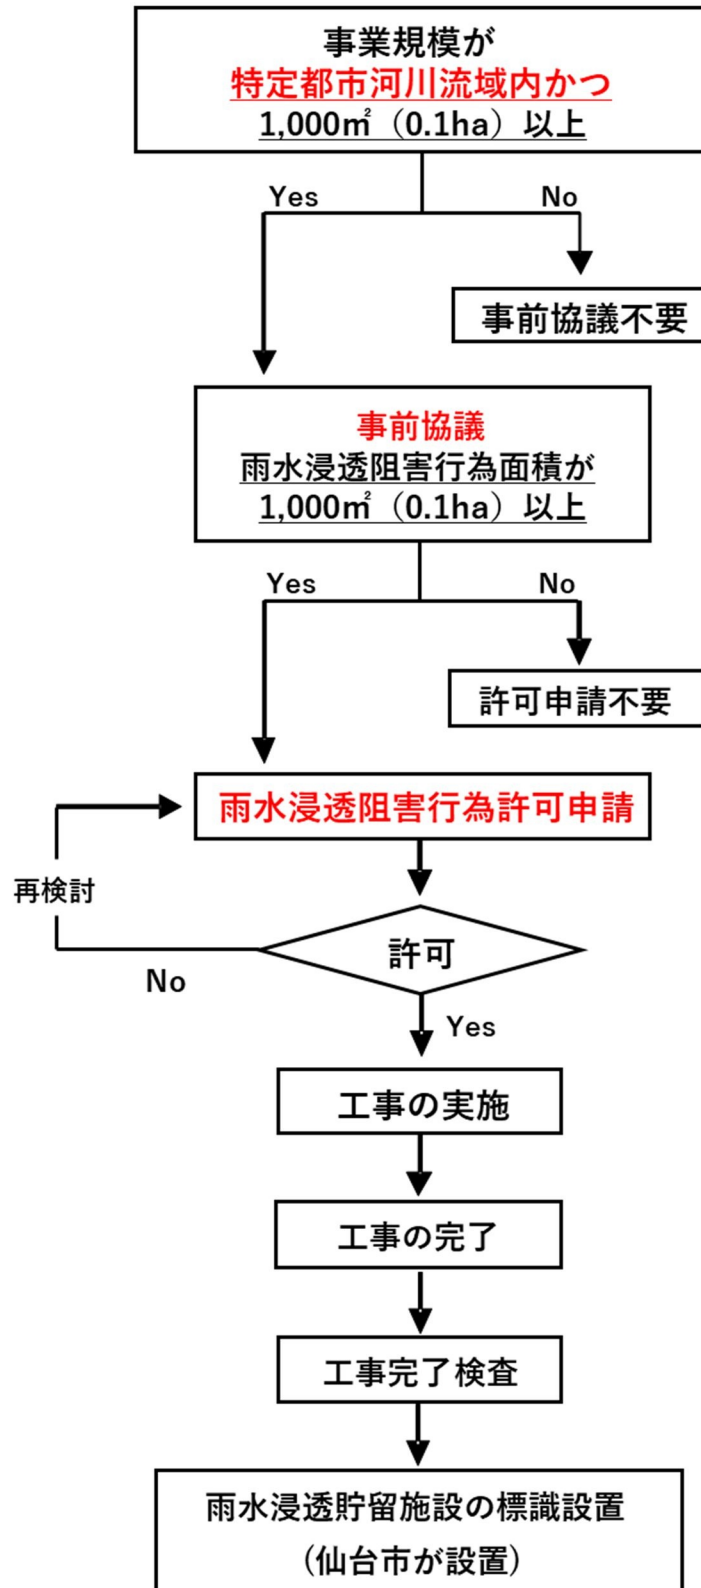 事業規模が
特定都市河川流域内かつ
1,000㎡（0.1ha）以上
Yes
No
事前協議不要
事前協議
雨水浸透阻害行為面積が
1,000㎡（0.1ha）以上
Yes
No
許可申請不要
雨水浸透阻害行為許可申請
再検討
許可
No
Yes
工事の実施
工事の完了
工事完了検査
雨水浸透貯留施設の標識設置
(仙台市が設置)